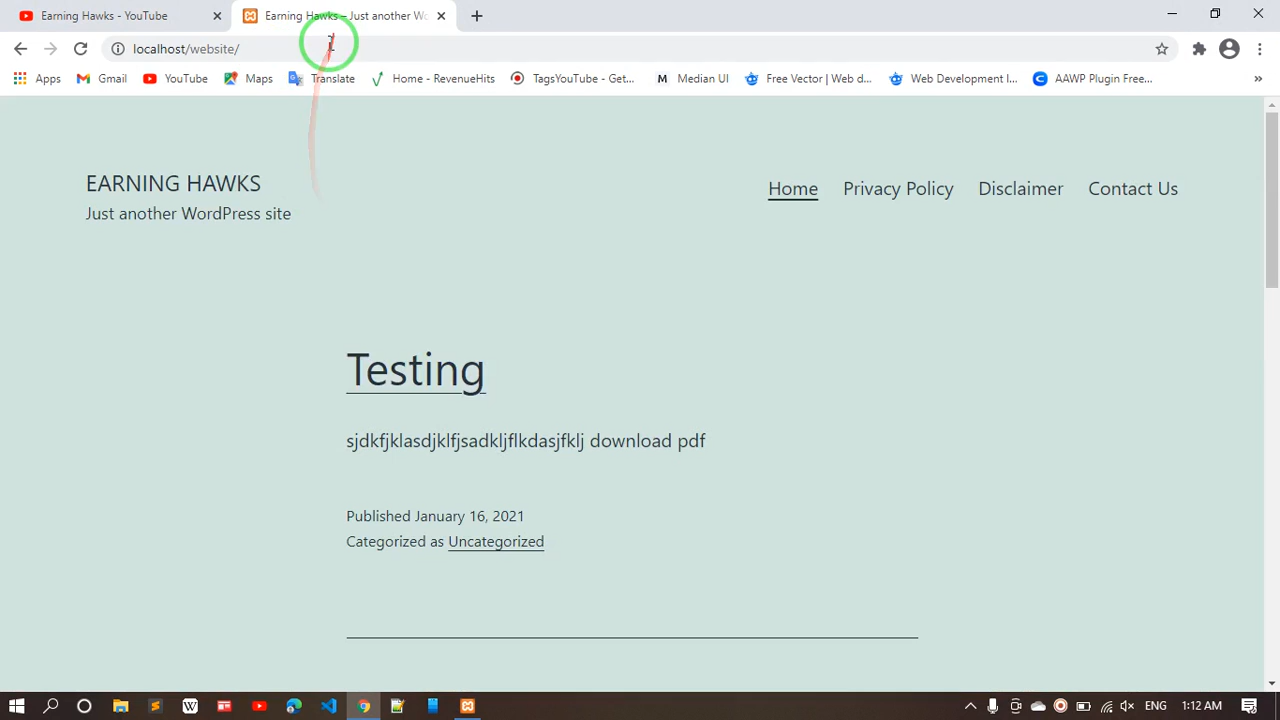 Earning Hawks - YouTube
Earning Hawks – Just another Wo
localhost/website/
Apps
Gmail
YouTube
Maps
Translate
Home - RevenueHits
TagsYouTube - Get...
M Median UI
Free Vector | Web d...
Web Development I...
AAWP Plugin Free...
EARNING HAWKS
Just another WordPress site
Home
Privacy Policy
Disclaimer
Contact Us
Testing
sjdkfjklasdjklfjsadkljflkdasjfklj download pdf
Published January 16, 2021
Categorized as Uncategorized
ENG
1:12 AM